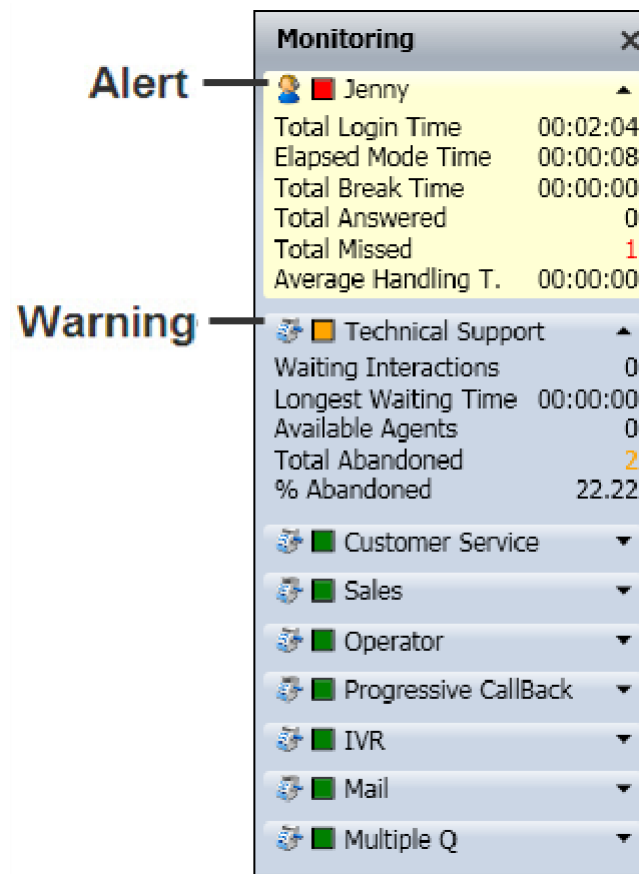 Monitoring
Alert
Jenny
Total Login Time 00:02:04
Elapsed Mode Time 00:00:08
Total Break Time 00:00:00
Total Answered 0
Total Missed 1
Average Handling T. 00:00:00
Warning
Technical Support
Waiting Interactions 0
Longest Waiting Time 00:00:00
Available Agents 0
Total Abandoned 2
% Abandoned 22.22
Customer Service
Sales
Operator
Progressive CallBack
IVR
Mail
Multiple Q